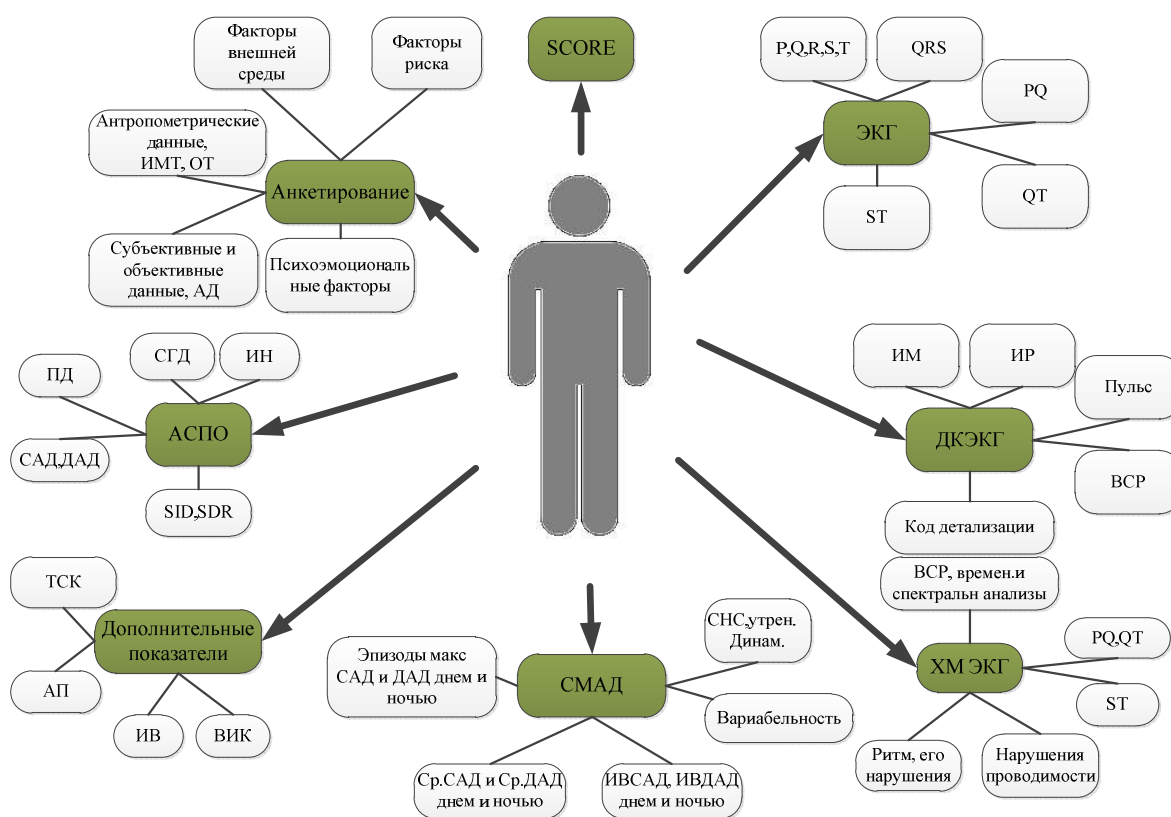 Факторы
внешней
среды
Факторы
риска
Антропометрические
данные,
ИМТ, ОТ
Анкетирование
Субъективные и
объективные
данные, АД
Психоэмоциональ
ные факторы
SCORE
P,Q,R,S,T
QRS
PQ
ЭКГ
QT
ST
СГД
ИН
ПД
АСПО
САД,ДАД
SID,SDR
ИМ
ИР
Пульс
ДКЭКГ
ВСР
Код детализации
ТСК
Дополнительные
показатели
АП
ИВ
ВИК
СНС,утрен.
Динам.
Эпизоды макс
САД и ДАД днем и
ночью
СМАД
Вариабельность
Ср.САД и Ср.ДАД
днем и ночью
ИВСАД, ИВДАД
днем и ночью
ВСР, времен.и
спектральн анализы
PQ,QT
ХМ ЭКГ
ST
Ритм, его
нарушения
Нарушения
проводимости